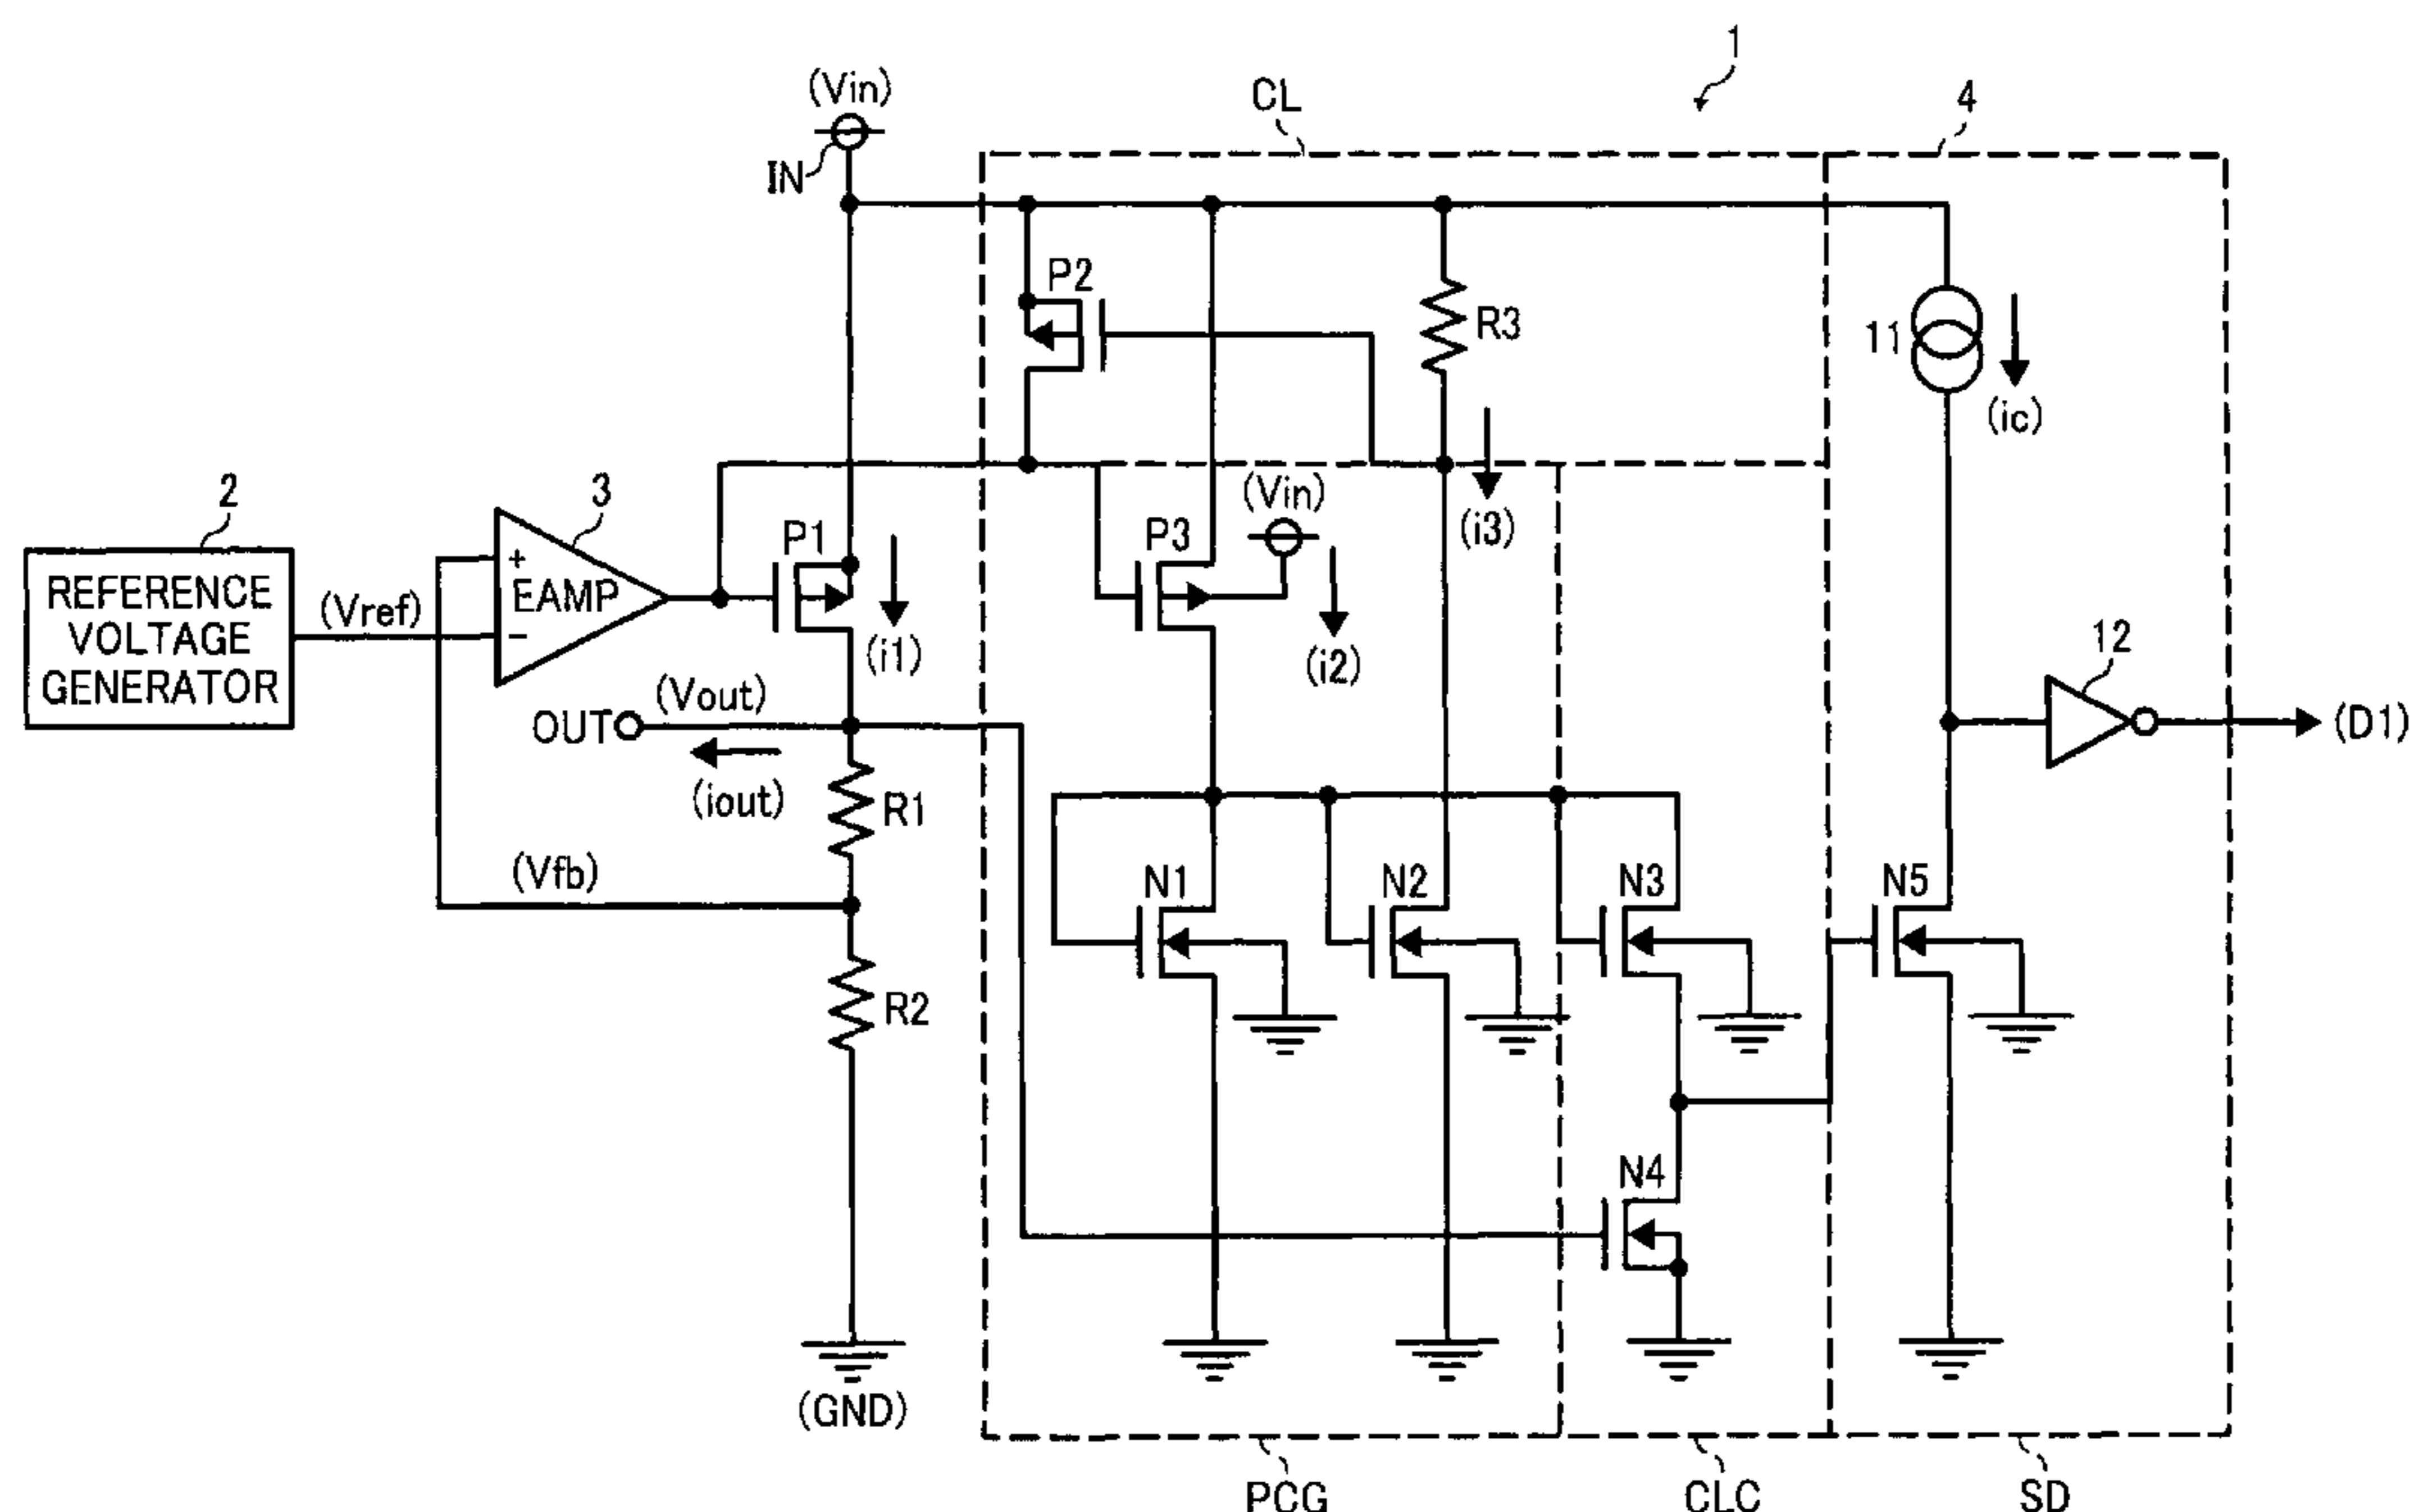 1
(Vin)
CL
4
IN
P2
R3
11
(ic)
2
3
(Vin)
(i3)
P1
P3
REFERENCE
VOLTAGE
GENERATOR
(Vref)
+
EAMP
−
(i1)
(i2)
12
(Vout)
OUT
(D1)
(iout)
R1
(Vfb)
N1
N2
N3
N5
R2
N4
(GND)
PCG
CLC
SD